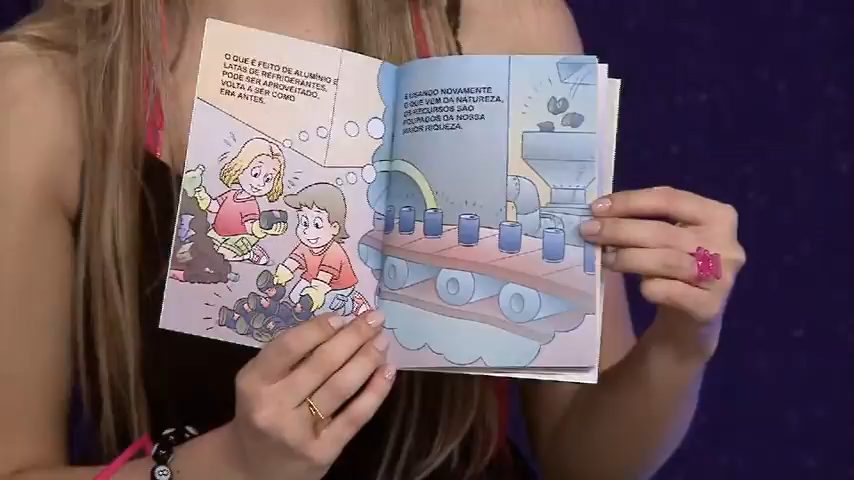 O QUE É FEITO DE ALUMÍNIO E
LATAS DE REFRIGERANTES,
PODE SER APROVEITADO,
VOLTA A SER COMO
ERA ANTES.
E USANDO NOVAMENTE
O QUE VEM DA NATUREZA,
OS RECURSOS SÃO
POUPADOS DA NOSSA
MAIOR RIQUEZA.